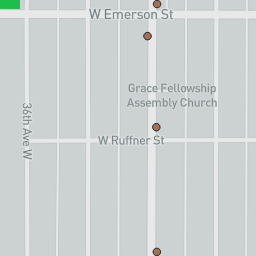 W Emerson St
Grace Fellowship
Assembly Church
36th Ave W
W Ruffner St